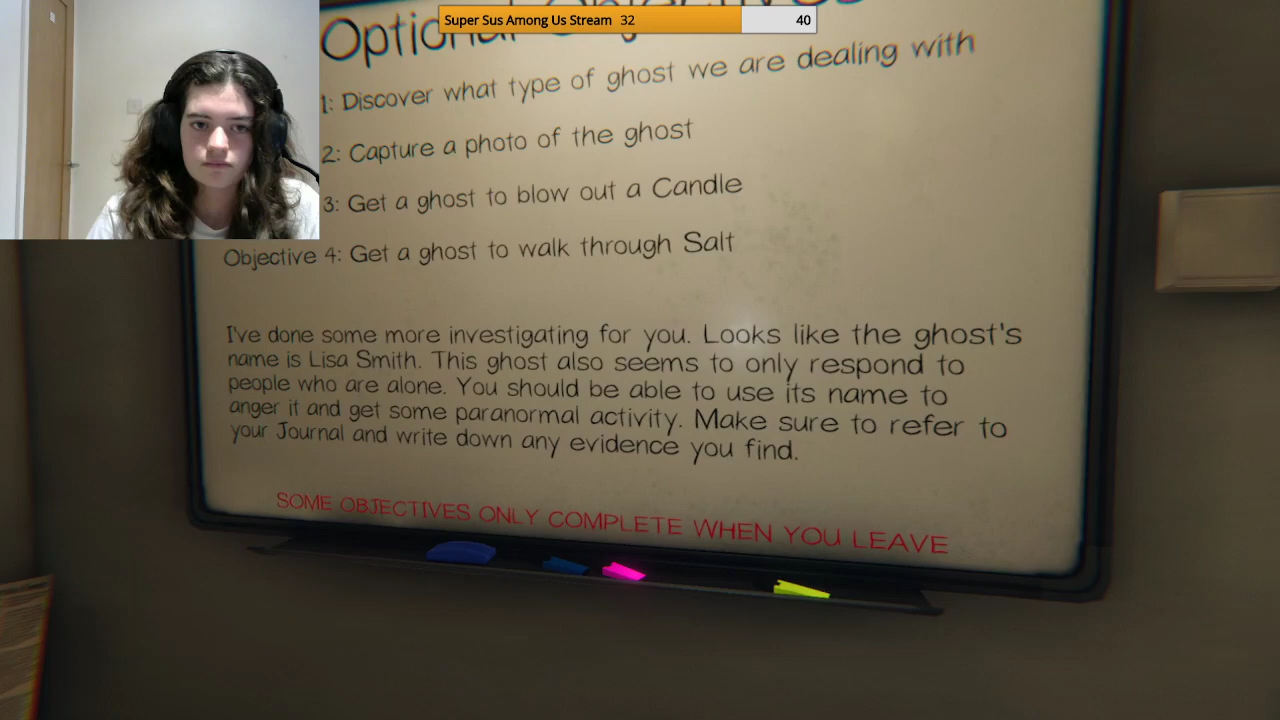 Super Sus Among Us Stream 32 40
Optional
1: Discover what type of ghost we are dealing with
2: Capture a photo of the ghost
3: Get a ghost to blow out a Candle
Objective 4: Get a ghost to walk through Salt
I've done some more investigating for you. Looks like the ghost's
name is Lisa Smith. This ghost also seems to only respond to
people who are alone. You should be able to use its name to
anger it and get some paranormal activity. Make sure to refer to
your Journal and write down any evidence you find.
SOME OBJECTIVES ONLY COMPLETE WHEN YOU LEAVE